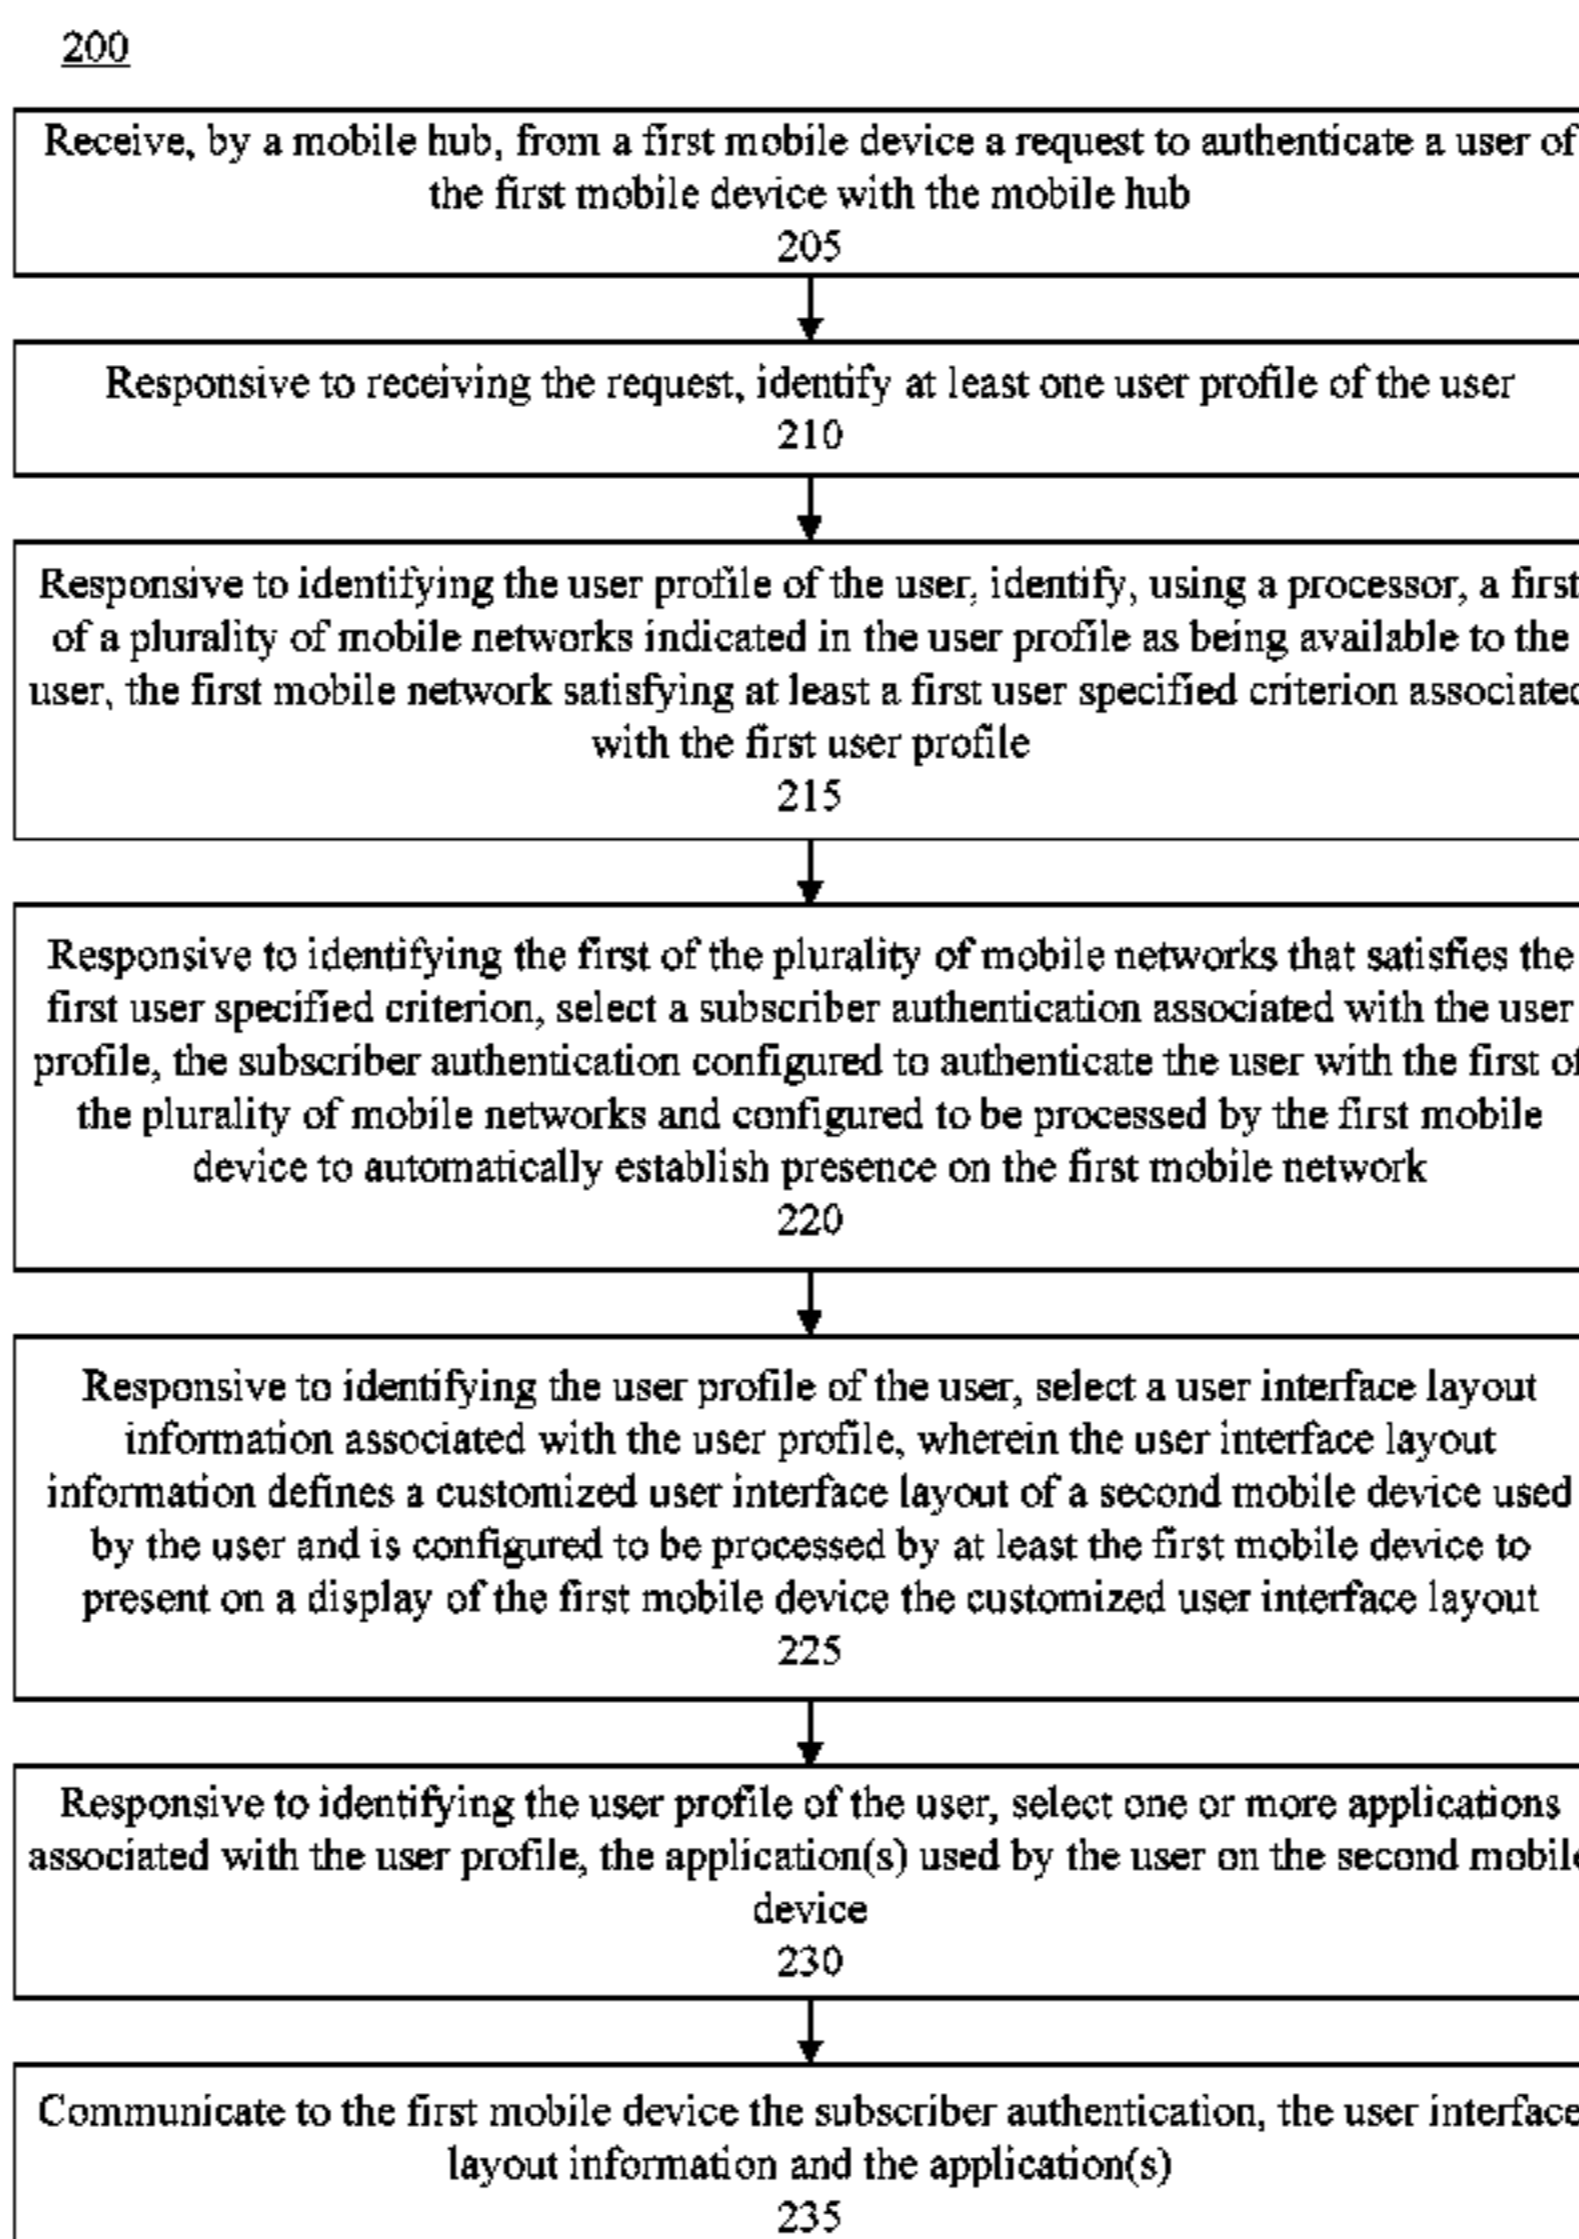 200
Receive, by a mobile hub, from a first mobile device a request to authenticate a user of
the first mobile device with the mobile hub
205
Responsive to receiving the request, identify at least one user profile of the user
210
Responsive to identifying the user profile of the user, identify, using a processor, a first
of a plurality of mobile networks indicated in the user profile as being available to the
user, the first mobile network satisfying at least a first user specified criterion associated
with the first user profile
215
Responsive to identifying the first of the plurality of mobile networks that satisfies the
first user specified criterion, select a subscriber authentication associated with the user
profile, the subscriber authentication configured to authenticate the user with the first of
the plurality of mobile networks and configured to be processed by the first mobile
device to automatically establish presence on the first mobile network
220
Responsive to identifying the user profile of the user, select a user interface layout
information associated with the user profile, wherein the user interface layout
information defines a customized user interface layout of a second mobile device used
by the user and is configured to be processed by at least the first mobile device to
present on a display of the first mobile device the customized user interface layout
225
Responsive to identifying the user profile of the user, select one or more applications
associated with the user profile, the application(s) used by the user on the second mobile
device
230
Communicate to the first mobile device the subscriber authentication, the user interface
layout information and the application(s)
235